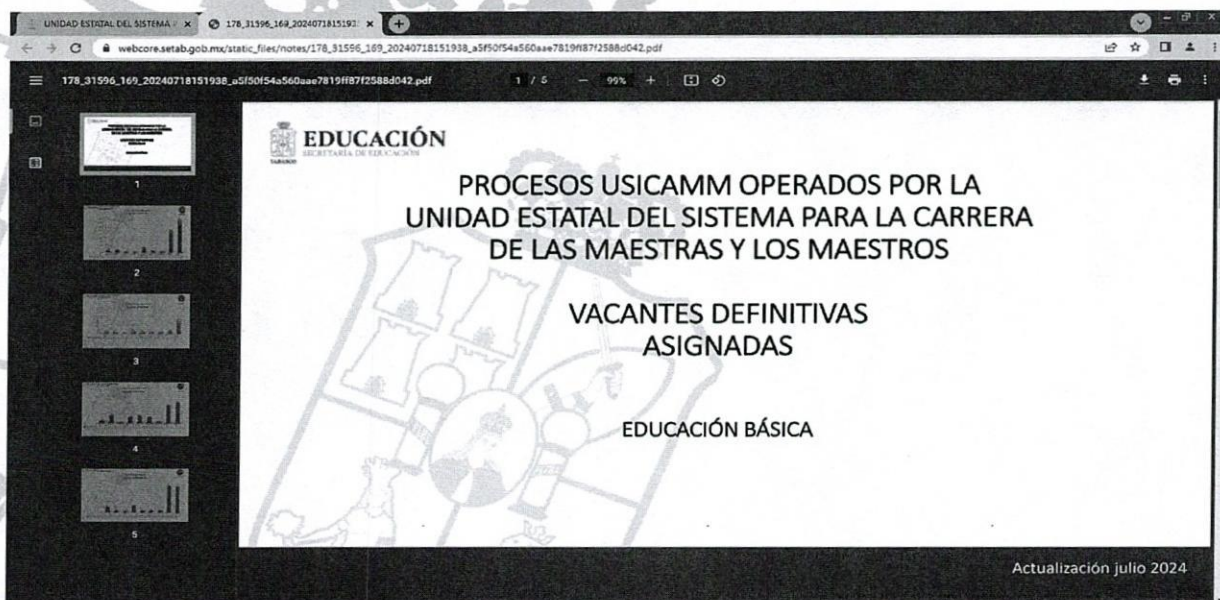 UNIDAD ESTATAL DEL SISTEMA
webcore.setab.gob.mx/static_files/notes/178_31596_169_20240718151938_a5f50f54a560aae7819ff87f2588d042.pdf
178_31596_169_20240718151938_a5f50f54a560aae7819ff87f2588d042.pdf
1 / 5
99%
EDUCACIÓN
SECRETARÍA DE EDUCACIÓN
TABASCO
PROCESOS USICAMM OPERADOS POR LA
UNIDAD ESTATAL DEL SISTEMA PARA LA CARRERA
DE LAS MAESTRAS Y LOS MAESTROS
VACANTES DEFINITIVAS
ASIGNADAS
EDUCACIÓN BÁSICA
1
2
3
4
5
Actualización julio 2024